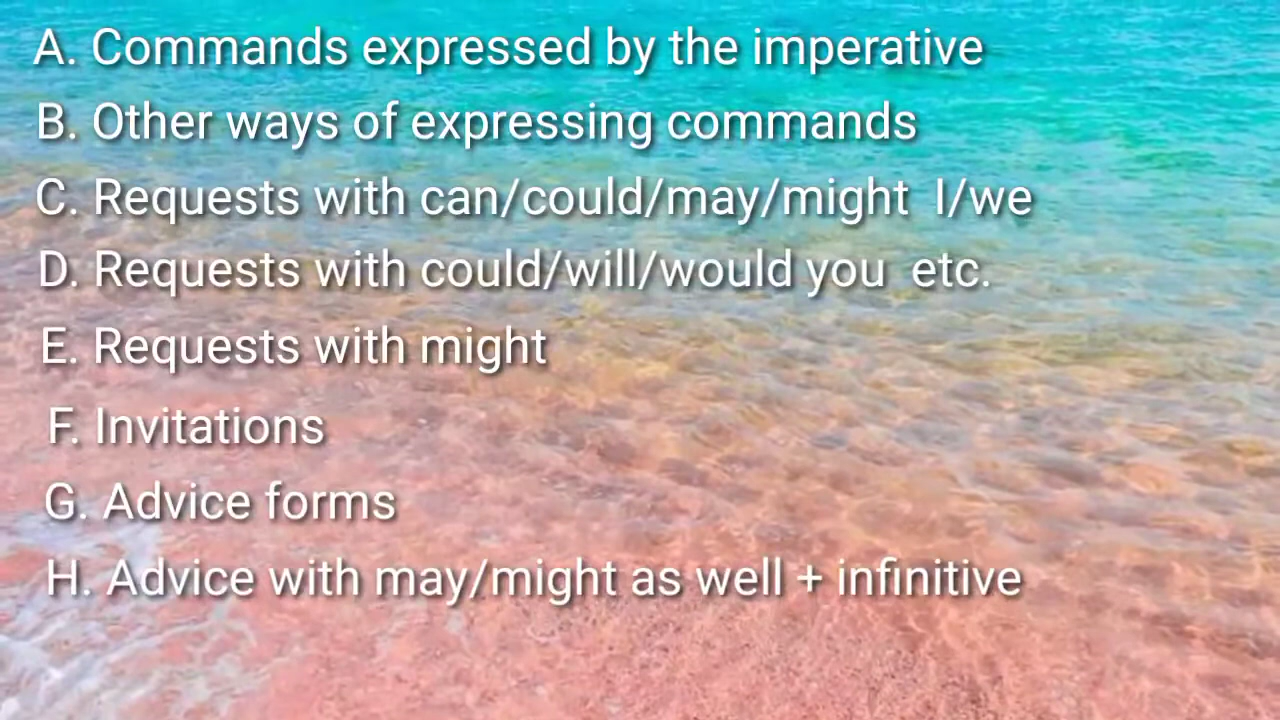 A. Commands expressed by the imperative
B. Other ways of expressing commands
C. Requests with can/could/may/might I/we
D. Requests with could/will/would you etc.
E. Requests with might
F. Invitations
G. Advice forms
H. Advice with may/might as well + infinitive